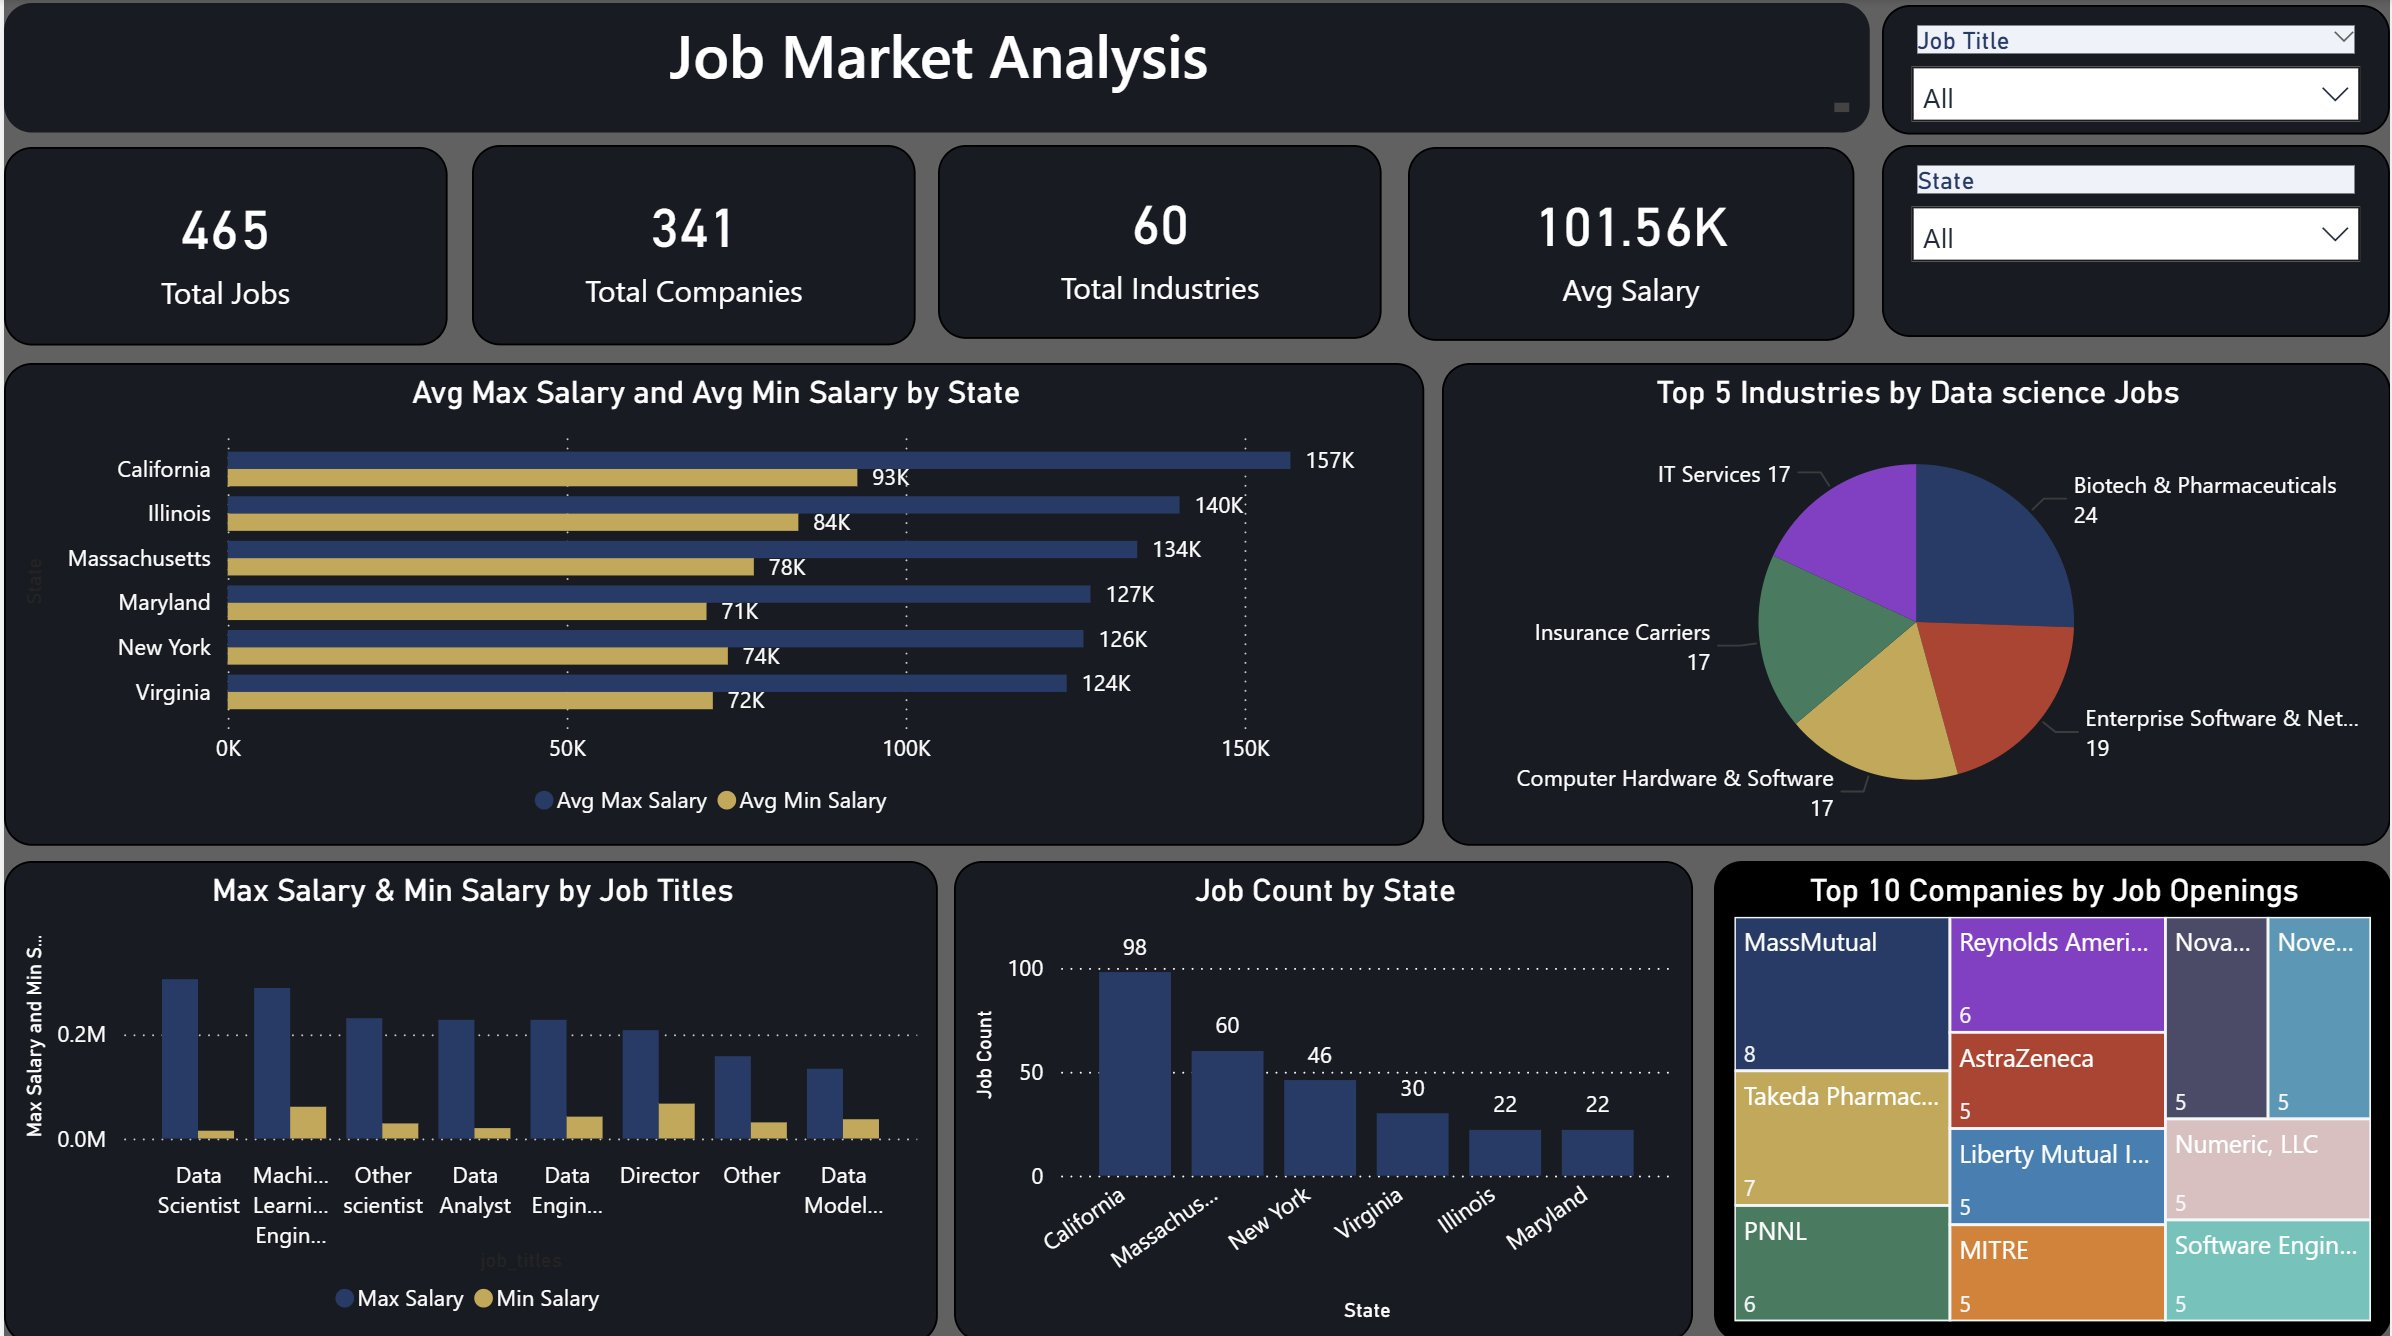 Job Market Analysis
Job Title
All
465
Total Jobs
341
Total Companies
60
Total Industries
101.56K
Avg Salary
State
All
Avg Max Salary and Avg Min Salary by State
State
California
157K
93K
Illinois
140K
84K
Massachusetts
134K
78K
Maryland
127K
71K
New York
126K
74K
Virginia
124K
72K
0K 50K 100K 150K
Avg Max Salary Avg Min Salary
Top 5 Industries by Data science Jobs
IT Services 17
Biotech & Pharmaceuticals
24
Insurance Carriers
17
Enterprise Software & Net...
19
Computer Hardware & Software
17
Max Salary & Min Salary by Job Titles
Max Salary and Min S...
0.2M
0.0M
Data
Scientist
Machi...
Learni...
Engin...
Other
scientist
Data
Analyst
Data
Engin...
Director
Other
Data
Model...
job_titles
Max Salary Min Salary
Job Count by State
Job Count
100
50
0
98
60
46
30
22
22
California
Massachus...
New York
Virginia
Illinois
Maryland
State
Top 10 Companies by Job Openings
MassMutual
8
Takeda Pharmac...
7
PNNL
6
Reynolds Ameri...
6
AstraZeneca
5
Liberty Mutual I...
5
MITRE
5
Nova...
5
Nove...
5
Numeric, LLC
5
Software Engin...
5